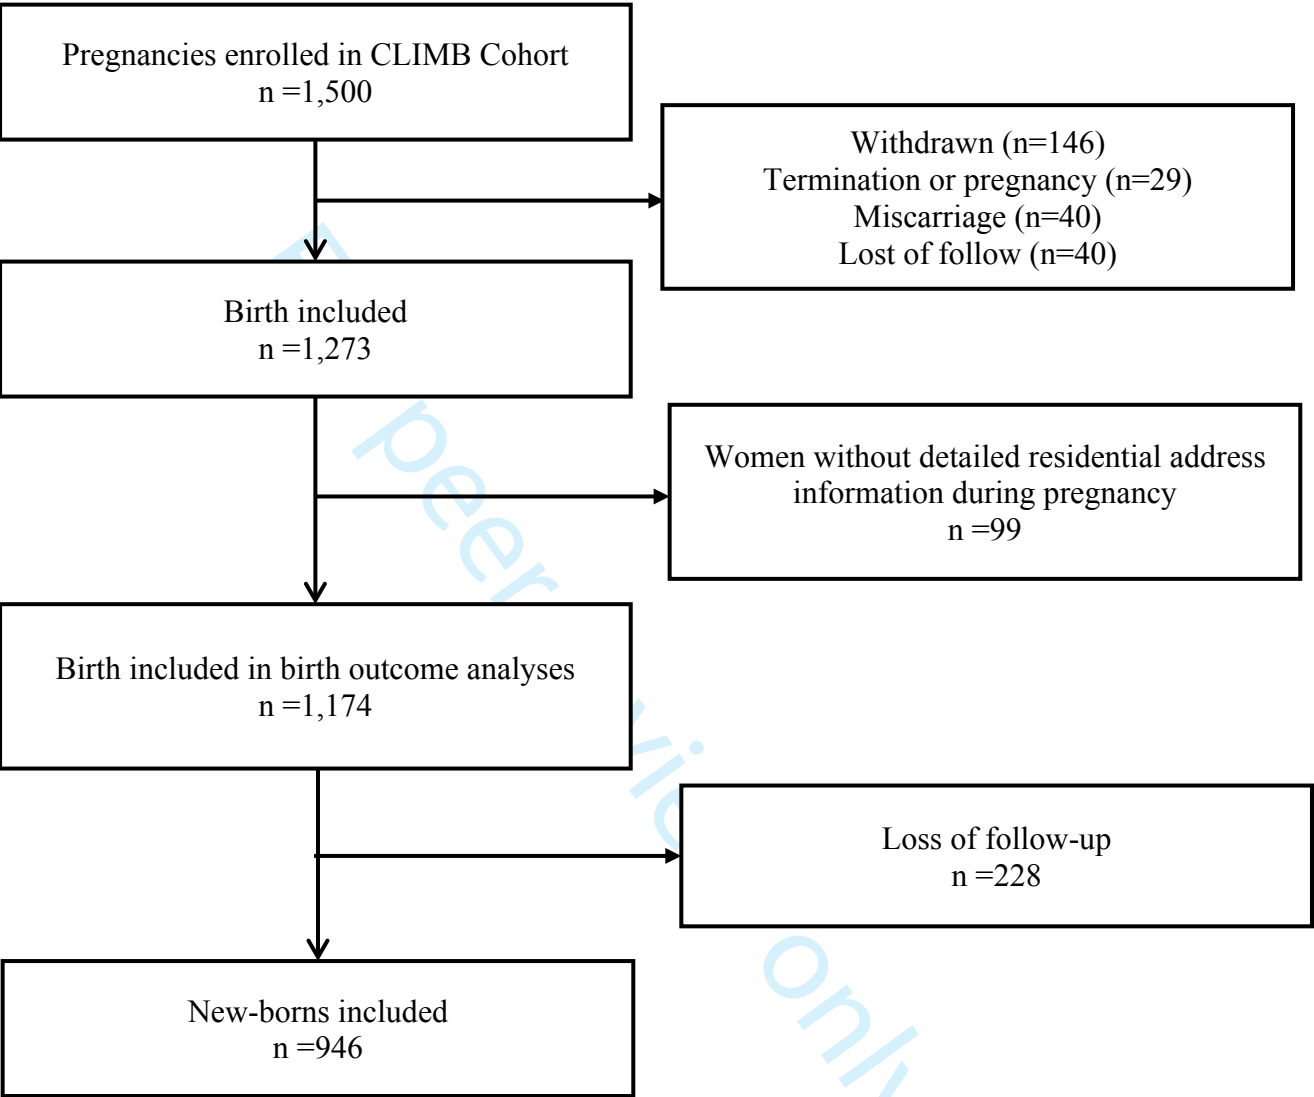 Pregnancies enrolled in CLIMB Cohort
n =1,500
Withdrawn (n=146)
Termination or pregnancy (n=29)
Miscarriage (n=40)
Lost of follow (n=40)
Birth included
n =1,273
Women without detailed residential address
information during pregnancy
n =99
Birth included in birth outcome analyses
n =1,174
Loss of follow-up
n =228
New-borns included
n =946
peer
only